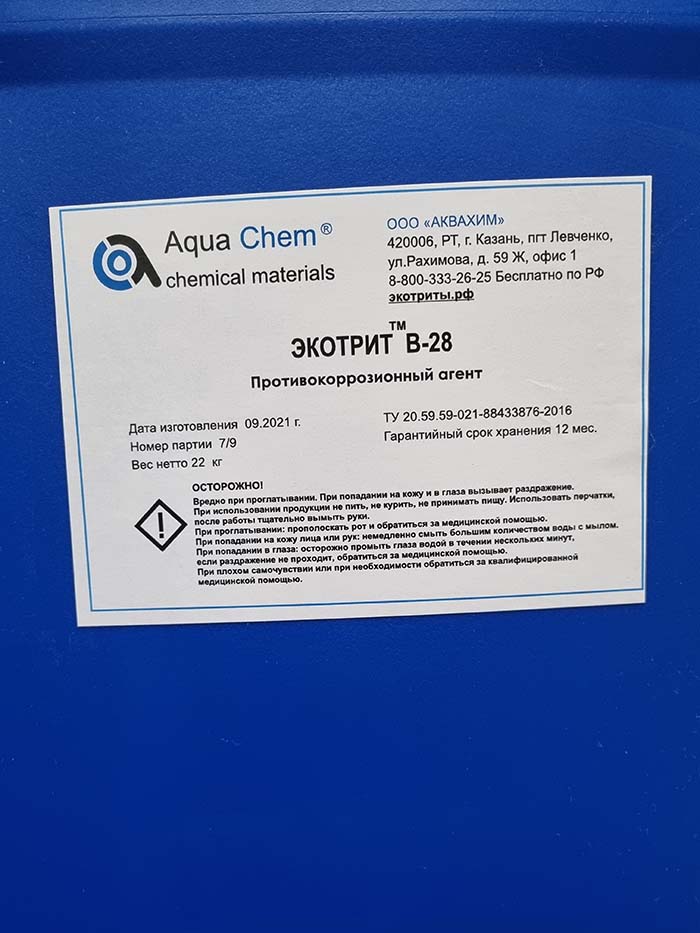 Aqua Chem®
chemical materials
ООО «АКВАХИМ»
420006, РТ, г. Казань, пгт Левченко,
ул.Рахимова, д. 59 Ж, офис 1
8-800-333-26-25 Бесплатно по РФ
экотриты.рф
ЭКОТРИТ™ В-28
Противокоррозионный агент
Дата изготовления 09.2021 г.
Номер партии 7/9
Вес нетто 22 кг
ТУ 20.59.59-021-88433876-2016
Гарантийный срок хранения 12 мес.
ОСТОРОЖНО!
Вредно при проглатывании. При попадании на кожу и в глаза вызывает раздражение.
При использовании продукции не пить, не курить, не принимать пищу. Использовать перчатки,
после работы тщательно вымыть руки.
При проглатывании: прополоскать рот и обратиться за медицинской помощью.
При попадании на кожу лица или рук: немедленно смыть большим количеством воды с мылом.
При попадании в глаза: осторожно промыть глаза водой в течении нескольких минут,
если раздражение не проходит, обратиться за медицинской помощью.
При плохом самочувствии или при необходимости обратиться за квалифицированной
медицинской помощью.